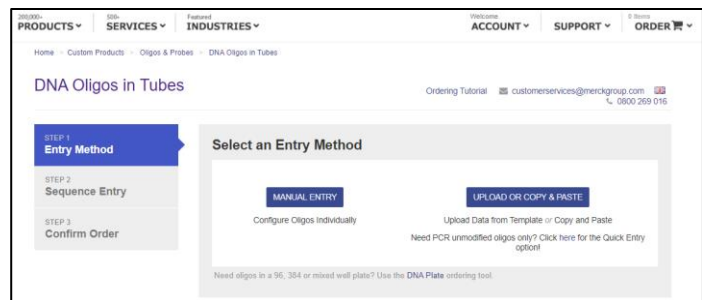 200,000+
PRODUCTS
500+
SERVICES
Featured
INDUSTRIES
Welcome
ACCOUNT
SUPPORT
0 Items
ORDER
Home > Custom Products > Oligos & Probes > DNA Oligos in Tubes
DNA Oligos in Tubes
Ordering Tutorial customerservices@merckgroup.com
0800 269 016
STEP 1
Entry Method
STEP 2
Sequence Entry
STEP 3
Confirm Order
Select an Entry Method
MANUAL ENTRY
Configure Oligos Individually
UPLOAD OR COPY & PASTE
Upload Data from Template or Copy and Paste
Need PCR unmodified oligos only? Click here for the Quick Entry
option!
Need oligos in a 96, 384 or mixed well plate? Use the DNA Plate ordering tool.